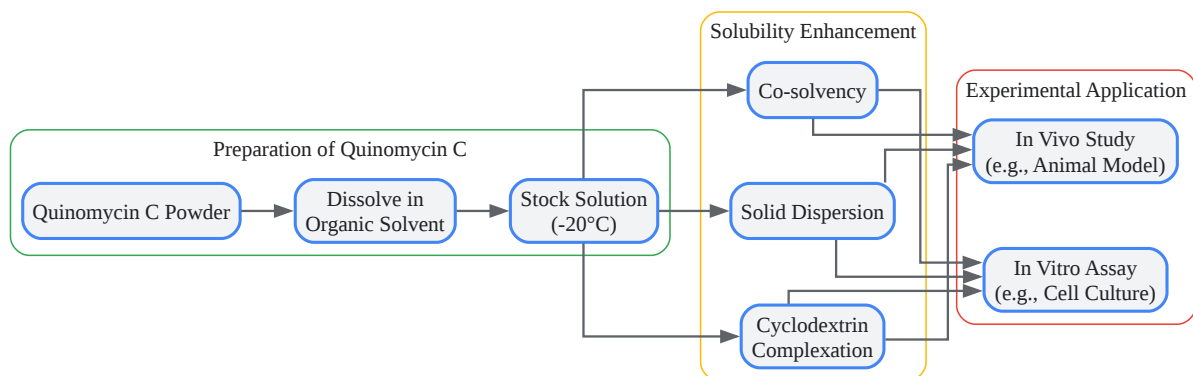 Preparation of Quinomycin C
Quinomycin C Powder
Dissolve in
Organic Solvent
Stock Solution
(-20°C)
Solubility Enhancement
Co-solvency
Solid Dispersion
Cyclodextrin
Complexation
Experimental Application
In Vivo Study
(e.g., Animal Model)
In Vitro Assay
(e.g., Cell Culture)